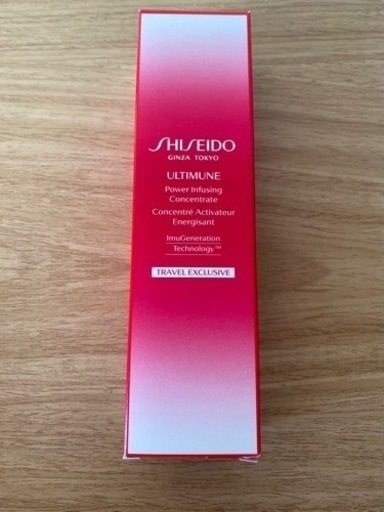 SHISEIDO
GINZA TOKYO
ULTIMUNE
Power Infusing
Concentrate
Concentré Activateur
Energisant
ImuGeneration
Technology™
TRAVEL EXCLUSIVE